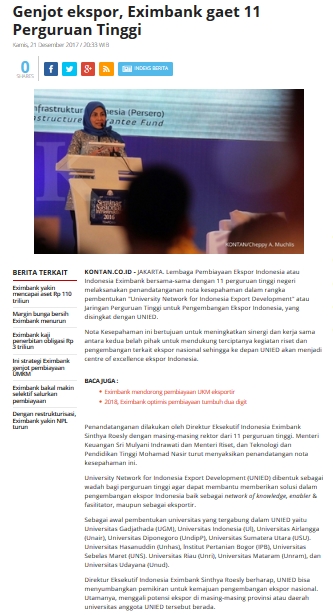 Genjot ekspor, Eximbank gaet 11
Perguruan Tinggi
Kamis, 21 Desember 2017 / 20:33 WIB
0
SHARES
INDEKS BERITA
Infrastruktur
nesia (Persero)
Guarantee Fund
Seminar
Nasional
2016
KONTAN/Cheppy A. Muchlis
BERITA TERKAIT
Eximbank yakin
mencapai aset Rp 110
triliun
Margin bunga bersih
Eximbank menurun
Eximbank kaji
penerbitan obligasi Rp
3 triliun
Ini strategi Eximbank
genjot pembiayaan
UMKM
Eximbank bakal makin
selektif salurkan
pembiayaan
Dengan restrukturisasi,
Eximbank yakin NPL
turun
KONTAN.CO.ID - JAKARTA. Lembaga Pembiayaan Ekspor Indonesia atau
Indonesia Eximbank bersama-sama dengan 11 perguruan tinggi negeri
melaksanakan penandatanganan nota kesepahaman dalam rangka
pembentukan "University Network for Indonesia Export Development" atau
Jaringan Perguruan Tinggi untuk Pengembangan Ekspor Indonesia, yang
disingkat dengan UNIED.
Nota Kesepahaman ini bertujuan untuk meningkatkan sinergi dan kerja sama
antara kedua belah pihak untuk mendukung terciptanya kegiatan riset dan
pengembangan terkait ekspor nasional sehingga ke depan UNIED akan menjadi
centre of excellence ekspor Indonesia.
BACA JUGA :
Eximbank mendorong pembiayaan UKM eksportir
2018, Eximbank optimis pembiayaan tumbuh dua digit
Penandatanganan dilakukan oleh Direktur Eksekutif Indonesia Eximbank
Sinthya Roesly dengan masing-masing rektor dari 11 perguruan tinggi. Menteri
Keuangan Sri Mulyani Indrawati dan Menteri Riset, dan Teknologi dan
Pendidikan Tinggi Mohamad Nasir turut menyaksikan penandatangan nota
kesepahaman ini.
University Network for Indonesia Export Development (UNIED) dibentuk sebagai
wadah bagi perguruan tinggi agar dapat membantu memberikan solusi dalam
pengembangan ekspor Indonesia baik sebagai network of knowledge, enabler &
fasilitator, maupun sebagai eksportir.
Sebagai awal pembentukan universitas yang tergabung dalam UNIED yaitu
Universitas Gadjahada (UGM), Universitas Indonesia (UI), Universitas Airlangga
(Unair), Universitas Diponegoro (UndipP), Universitas Sumatera Utara (USU),
Universitas Hasanuddin (Unhas), Institut Pertanian Bogor (IPB), Universitas
Sebelas Maret (UNS), Universitas Riau (Unri), Universitas Mataram (Unram), dan
Universitas Udayana (Unud).
Direktur Eksekutif Indonesia Eximbank Sinthya Roesly berharap, UNIED bisa
menyumbangkan pemikiran untuk kemajuan pengembangan ekspor nasional.
Utamanya, menggali potensi ekspor di masing-masing provinsi atau daerah
universitas anggota UNIED tersebut berada.